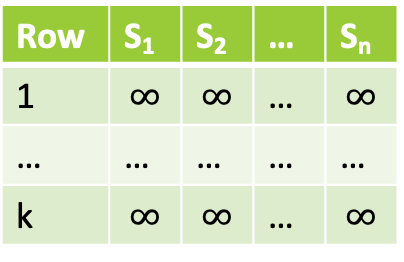 Row S₁ S₂ ... Sₙ
1 ∞ ∞ ... ∞
... ... ... ... ...
k ∞ ∞ ... ∞